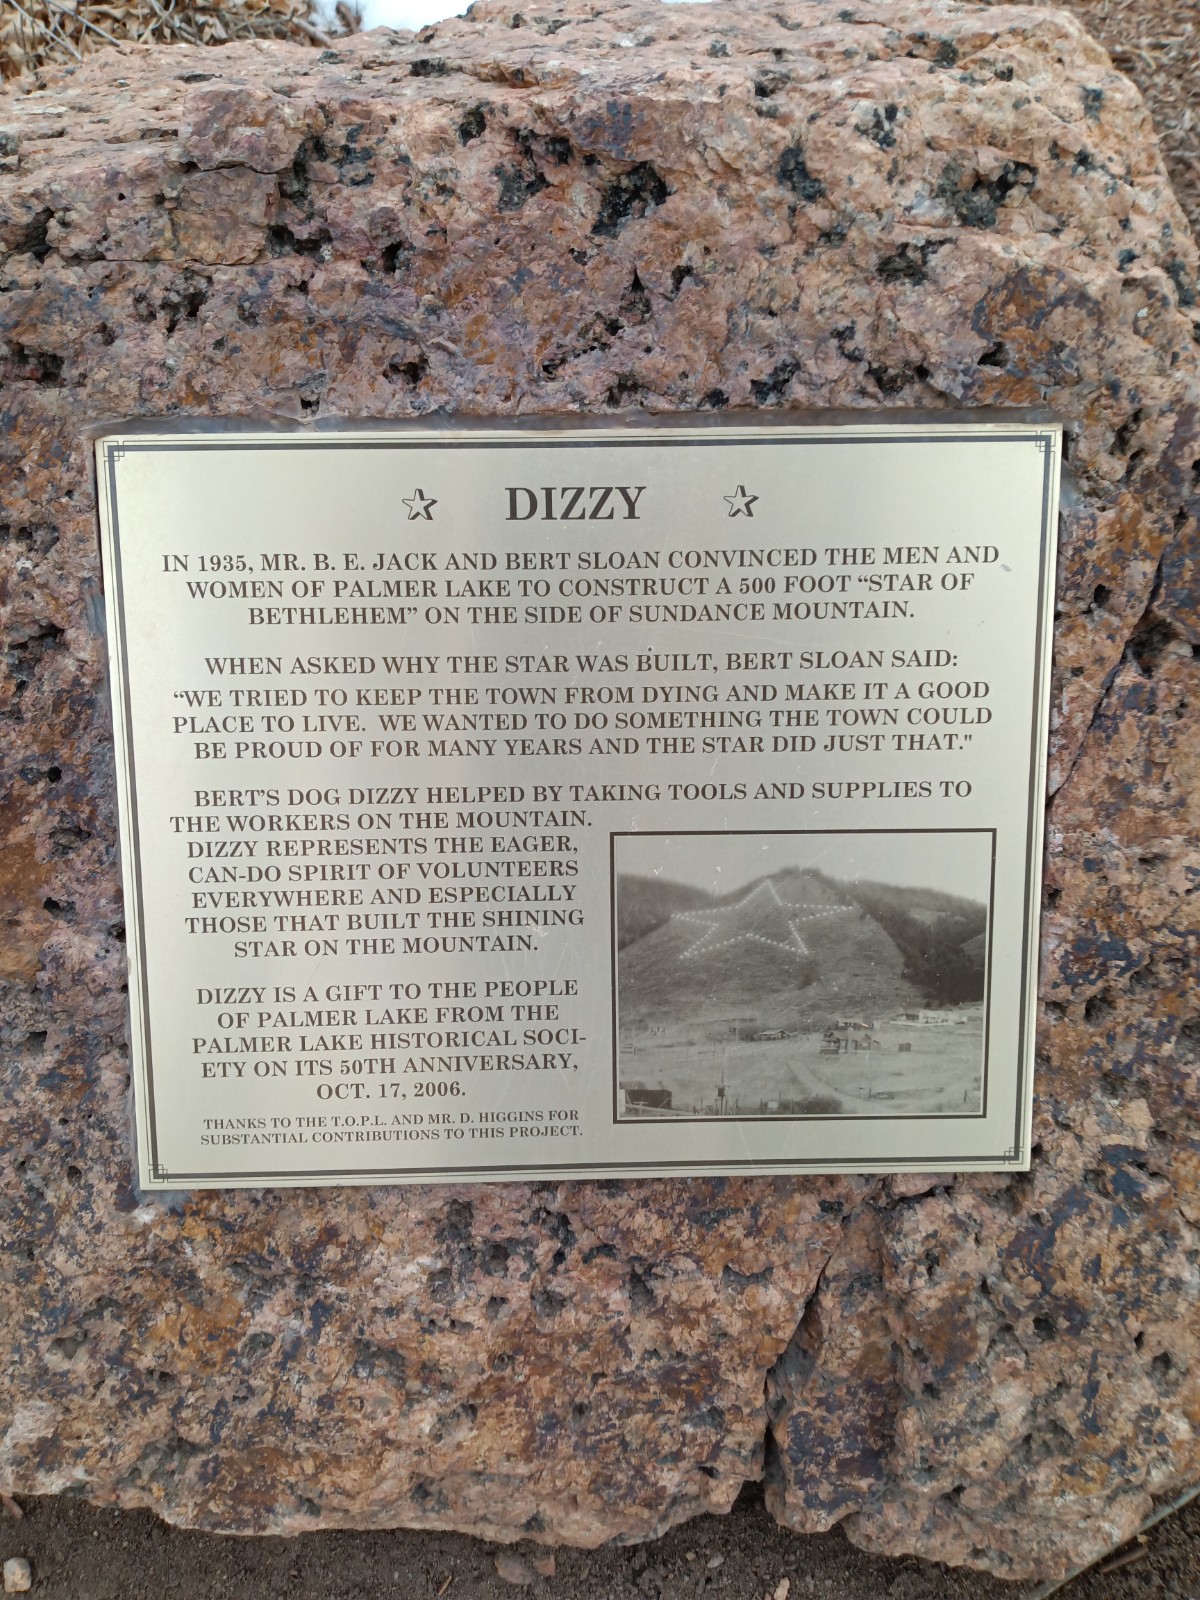 DIZZY
IN 1935, MR. B. E. JACK AND BERT SLOAN CONVINCED THE MEN AND
WOMEN OF PALMER LAKE TO CONSTRUCT A 500 FOOT “STAR OF
BETHLEHEM” ON THE SIDE OF SUNDANCE MOUNTAIN.
WHEN ASKED WHY THE STAR WAS BUILT, BERT SLOAN SAID:
“WE TRIED TO KEEP THE TOWN FROM DYING AND MAKE IT A GOOD
PLACE TO LIVE. WE WANTED TO DO SOMETHING THE TOWN COULD
BE PROUD OF FOR MANY YEARS AND THE STAR DID JUST THAT."
BERT'S DOG DIZZY HELPED BY TAKING TOOLS AND SUPPLIES TO
THE WORKERS ON THE MOUNTAIN.
DIZZY REPRESENTS THE EAGER,
CAN-DO SPIRIT OF VOLUNTEERS
EVERYWHERE AND ESPECIALLY
THOSE THAT BUILT THE SHINING
STAR ON THE MOUNTAIN.
DIZZY IS A GIFT TO THE PEOPLE
OF PALMER LAKE FROM THE
PALMER LAKE HISTORICAL SOCI-
ETY ON ITS 50TH ANNIVERSARY,
OCT. 17, 2006.
THANKS TO THE T.O.P.L. AND MR. D. HIGGINS FOR
SUBSTANTIAL CONTRIBUTIONS TO THIS PROJECT.